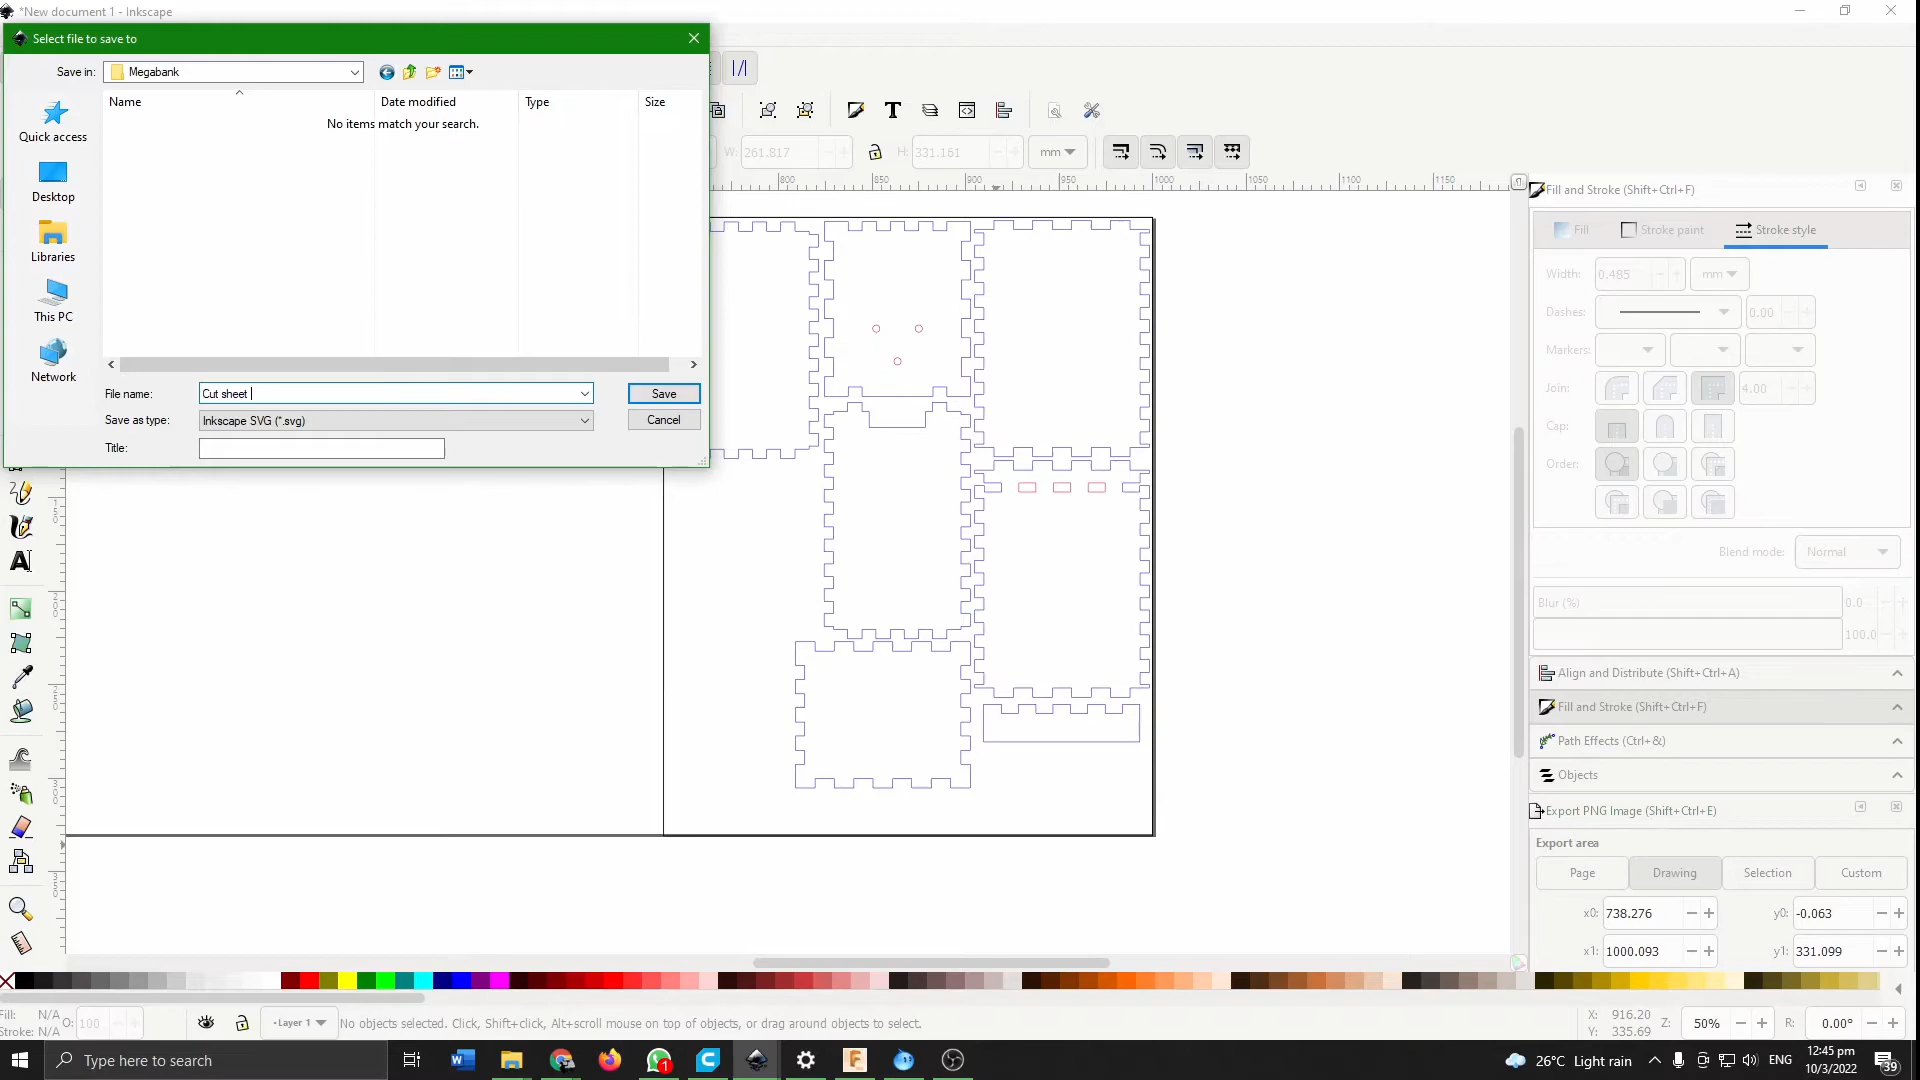 *New document 1 - Inkscape
Select file to save to
Save in:
Megabank
Name
Date modified
Type
Size
No items match your search.
Quick access
Desktop
Libraries
This PC
Network
File name:
Cut sheet
Save
Save as type:
Inkscape SVG (*.svg)
Cancel
Title:
W: 261.817
H: 331.161
mm
800
850
900
950
1000
1050
1100
1150
150
200
250
300
350
Fill and Stroke (Shift+Ctrl+F)
Fill
Stroke paint
Stroke style
Width:
0.485
mm
Dashes:
0.00
Markers:
Join:
4.00
Cap:
Order:
Blend mode:
Normal
Blur (%)
0.0
100.0
Align and Distribute (Shift+Ctrl+A)
Fill and Stroke (Shift+Ctrl+F)
Path Effects (Ctrl+&)
Objects
Export PNG Image (Shift+Ctrl+E)
Export area
Page
Drawing
Selection
Custom
x0: 738.276
y0: -0.063
x1: 1000.093
y1: 331.099
Fill: N/A
Stroke: N/A
O: 100
•Layer 1
No objects selected. Click, Shift+click, Alt+scroll mouse on top of objects, or drag around objects to select.
X: 916.20
Y: 335.69
Z: 50%
R: 0.00°
Type here to search
1
26°C Light rain
ENG
12:45 pm
10/3/2022
39